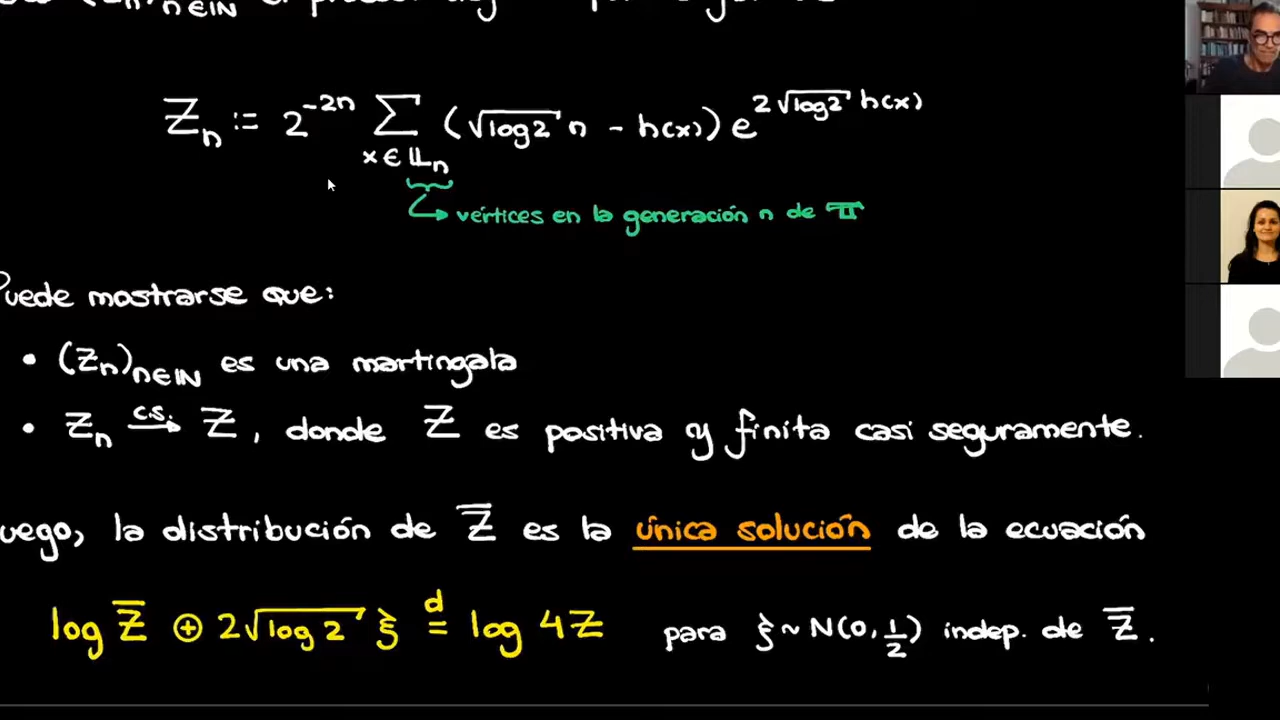 Z_n := 2^{-2n} ∑_{x ∈ 𝕃_n} (√log2 n - h(x)) e^{2√log2 h(x)}
→ vértices en la generación n de 𝕋
Puede mostrarse que:
• (Z_n)_{n∈ℕ} es una martingala
• Z_n →^{c.s.} Z, donde Z es positiva y finita casi seguramente.
uego, la distribución de Z̅ es la única solución de la ecuación
log Z̅ ⊕ 2√log2 ξ =^d log 4Z para ξ ~ N(0, 1/2) indep. de Z̅.